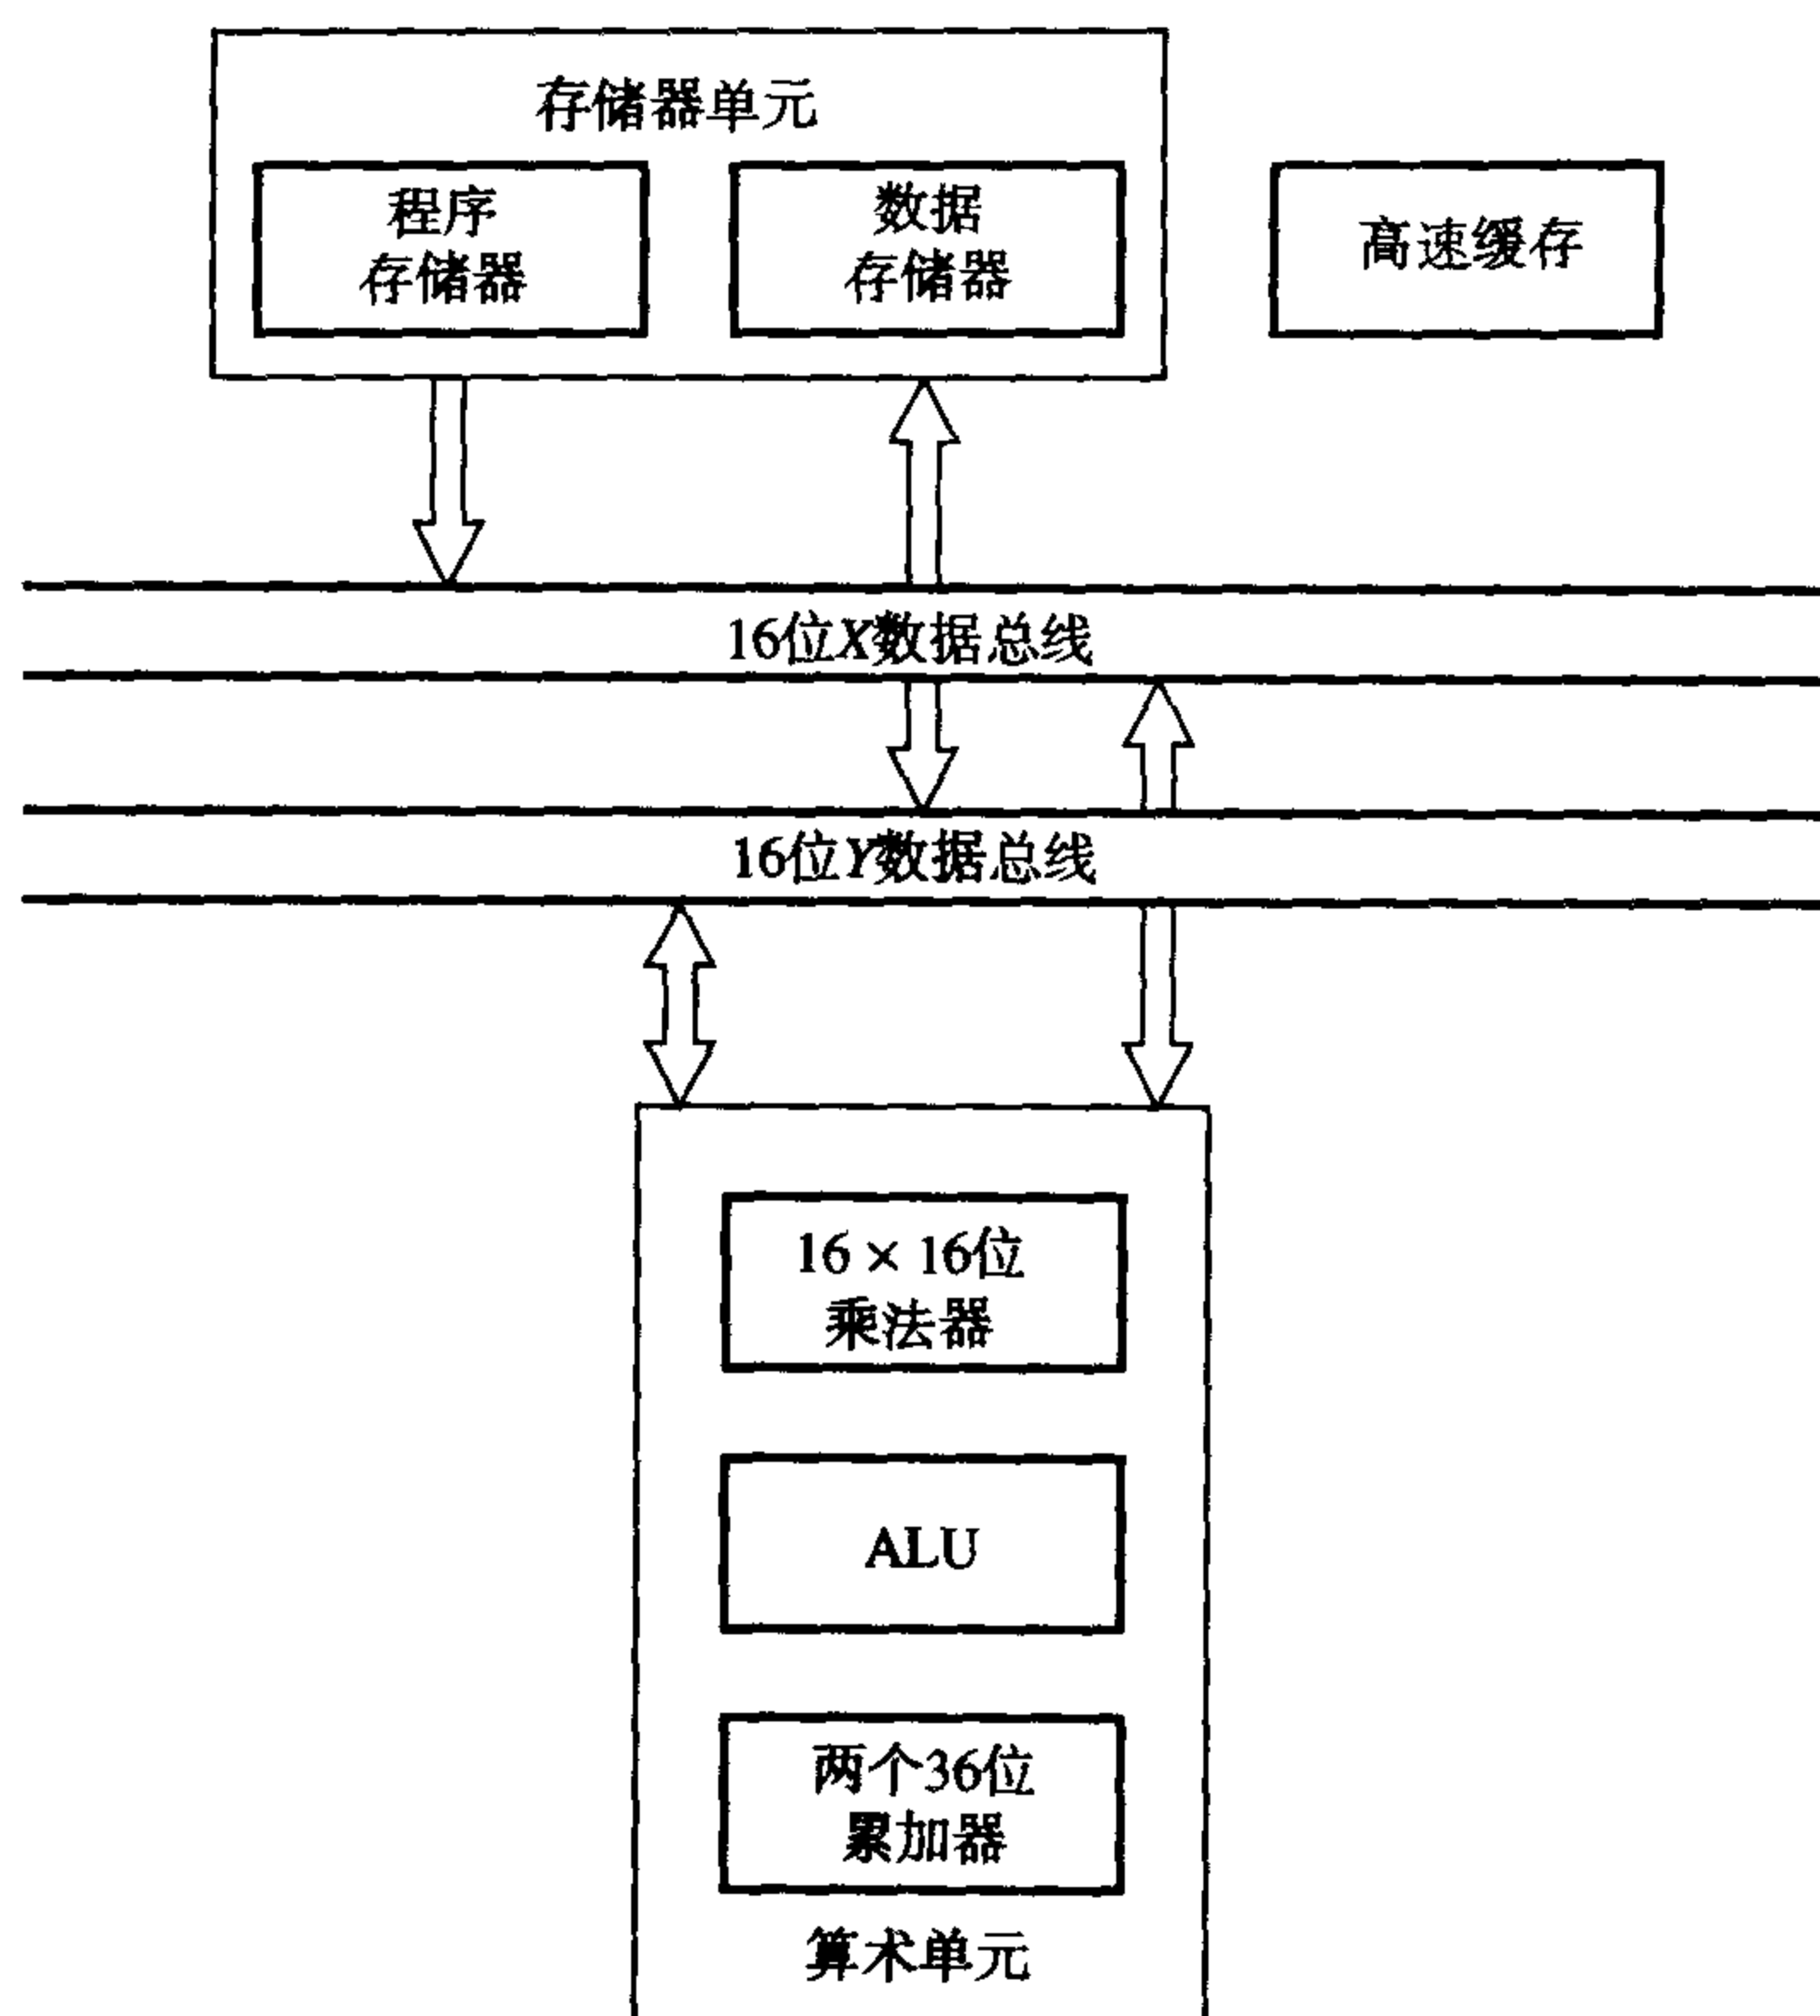 存储器单元
程序
存储器
数据
存储器
高速缓存
16位X数据总线
16位Y数据总线
16 × 16位
乘法器
ALU
两个36位
累加器
算术单元